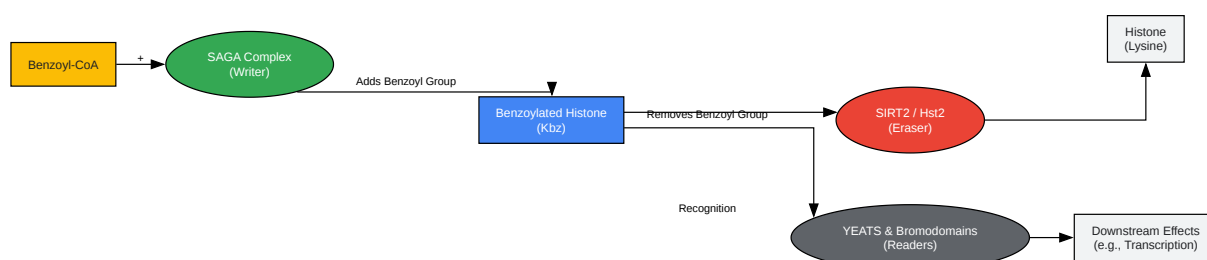 Benzoyl-CoA
+
SAGA Complex
(Writer)
Adds Benzoyl Group
Benzoylated Histone
(Kbz)
Removes Benzoyl Group
SIRT2 / Hst2
(Eraser)
Histone
(Lysine)
Recognition
YEATS & Bromodomains
(Readers)
Downstream Effects
(e.g., Transcription)